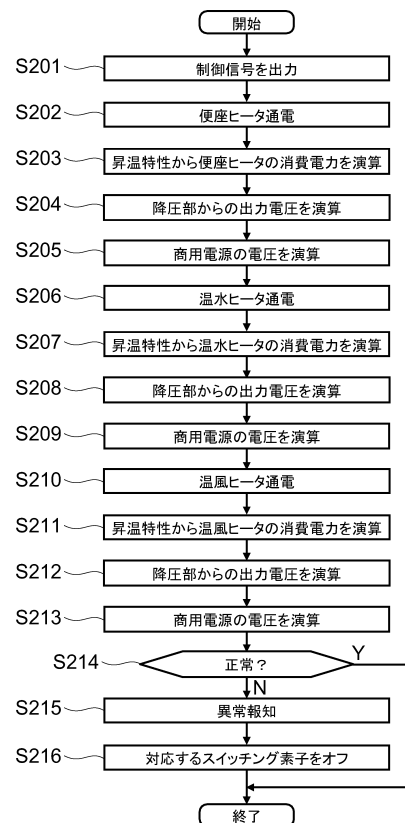 開始
S201 制御信号を出力
S202 便座ヒータ通電
S203 昇温特性から便座ヒータの消費電力を演算
S204 降圧部からの出力電圧を演算
S205 商用電源の電圧を演算
S206 温水ヒータ通電
S207 昇温特性から温水ヒータの消費電力を演算
S208 降圧部からの出力電圧を演算
S209 商用電源の電圧を演算
S210 温風ヒータ通電
S211 昇温特性から温風ヒータの消費電力を演算
S212 降圧部からの出力電圧を演算
S213 商用電源の電圧を演算
S214 正常? Y
N
S215 異常報知
S216 対応するスイッチング素子をオフ
終了